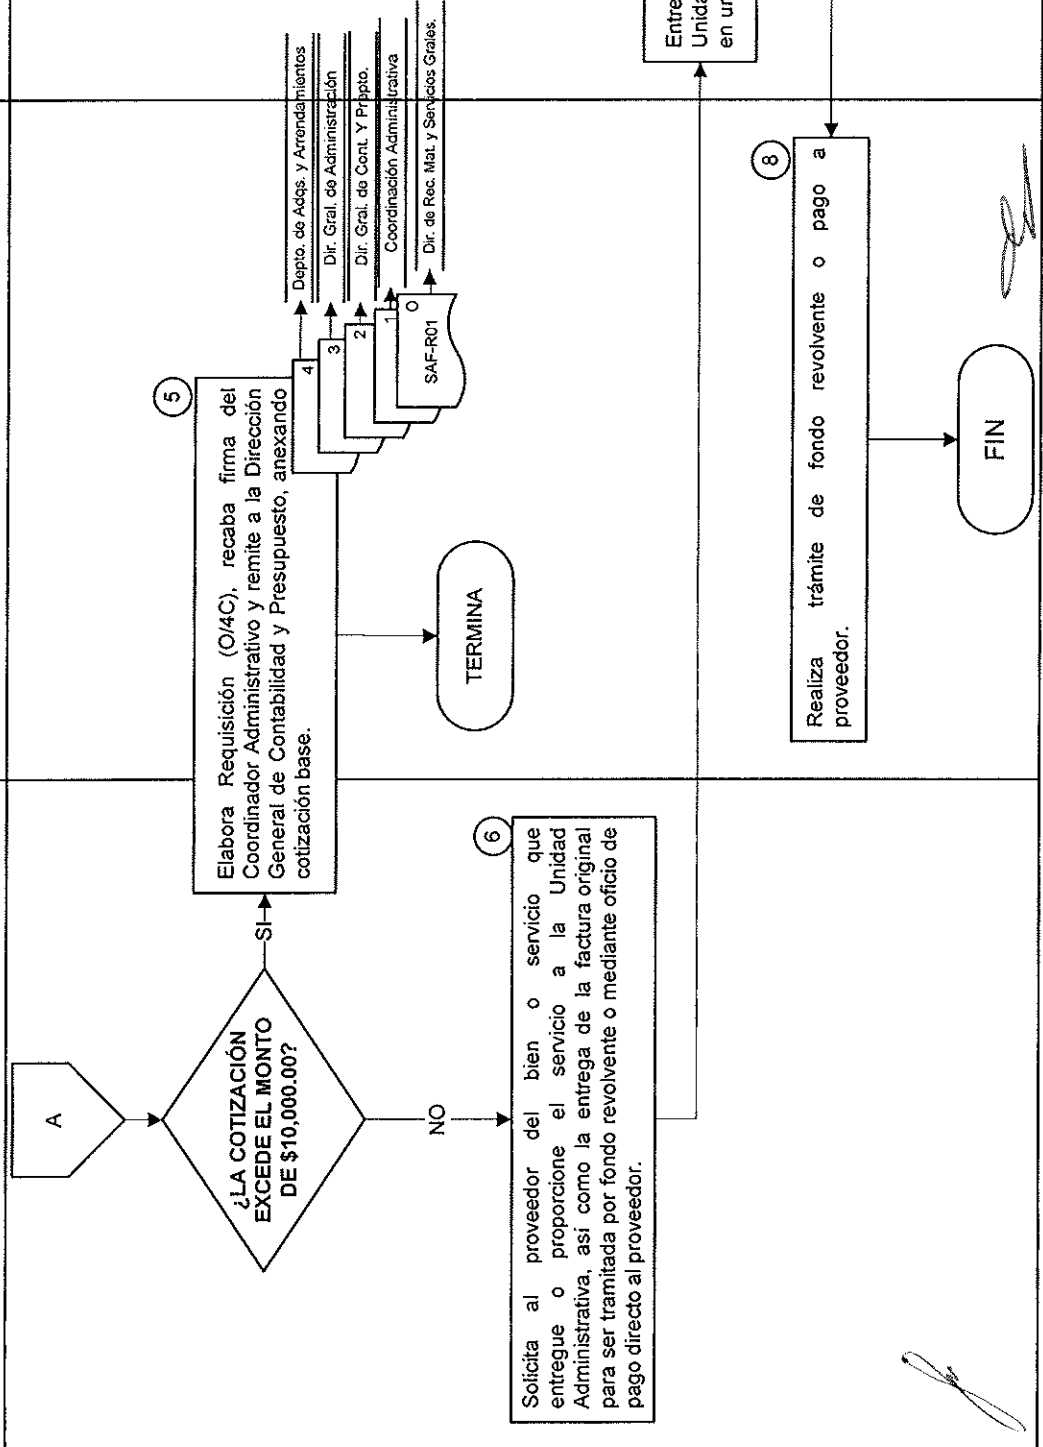 A
¿LA COTIZACIÓN
EXCEDE EL MONTO
DE $10,000.00?
SI
NO
5
Elabora Requisición (O/4C), recaba firma del
Coordinador Administrativo y remite a la Dirección
General de Contabilidad y Presupuesto, anexando
cotización base.
4
3
2
1
O
SAF-R01
Depto. de Adqs. y Arrendamientos
Dir. Gral. de Administración
Dir. Gral. de Cont. Y Prepto.
Coordinación Administrativa
Dir. de Rec. Mat. y Servicios Grales.
TERMINA
6
Solicita al proveedor del bien o servicio que
entregue o proporcione el servicio a la Unidad
Administrativa, así como la entrega de la factura original
para ser tramitada por fondo revolvente o mediante oficio de
pago directo al proveedor.
Entre
Unida
en un
8
Realiza trámite de fondo revolvente o pago a
proveedor.
FIN